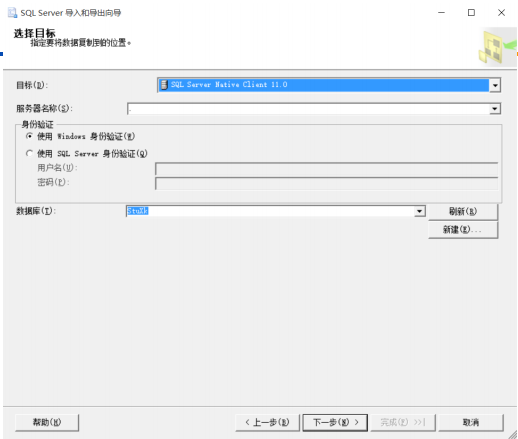 SQL Server 导入和导出向导
选择目标
指定要将数据复制到的位置。
目标(D):
SQL Server Native Client 11.0
服务器名称(S):
.
身份验证
使用 Windows 身份验证(W)
使用 SQL Server 身份验证(Q)
用户名(U):
密码(P):
数据库(T):
刷新(R)
新建(E)...
帮助(H)
< 上一步(B)
下一步(N) >
完成(F) >>|
取消